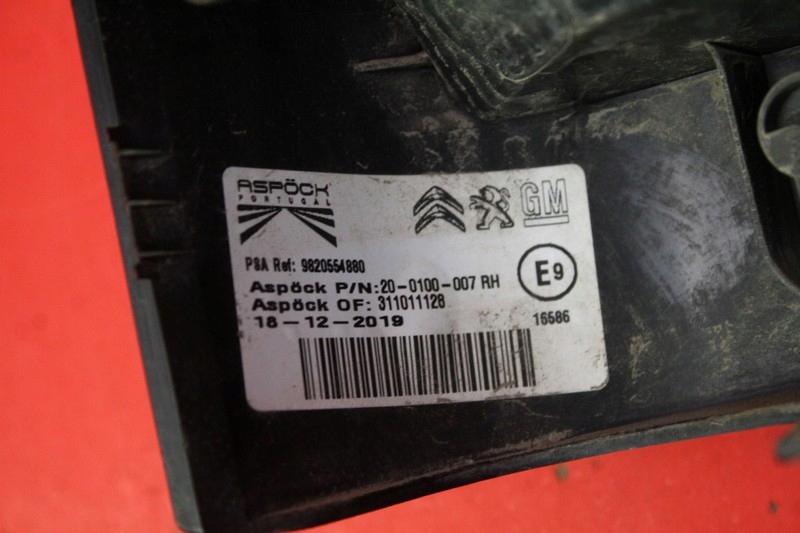 ASPÖCK
PORTUGAL
GM
PSA Ref: 9820554880
Aspöck P/N:20-0100-007 RH
E9
Aspöck OF: 311011128
18-12-2019
16586